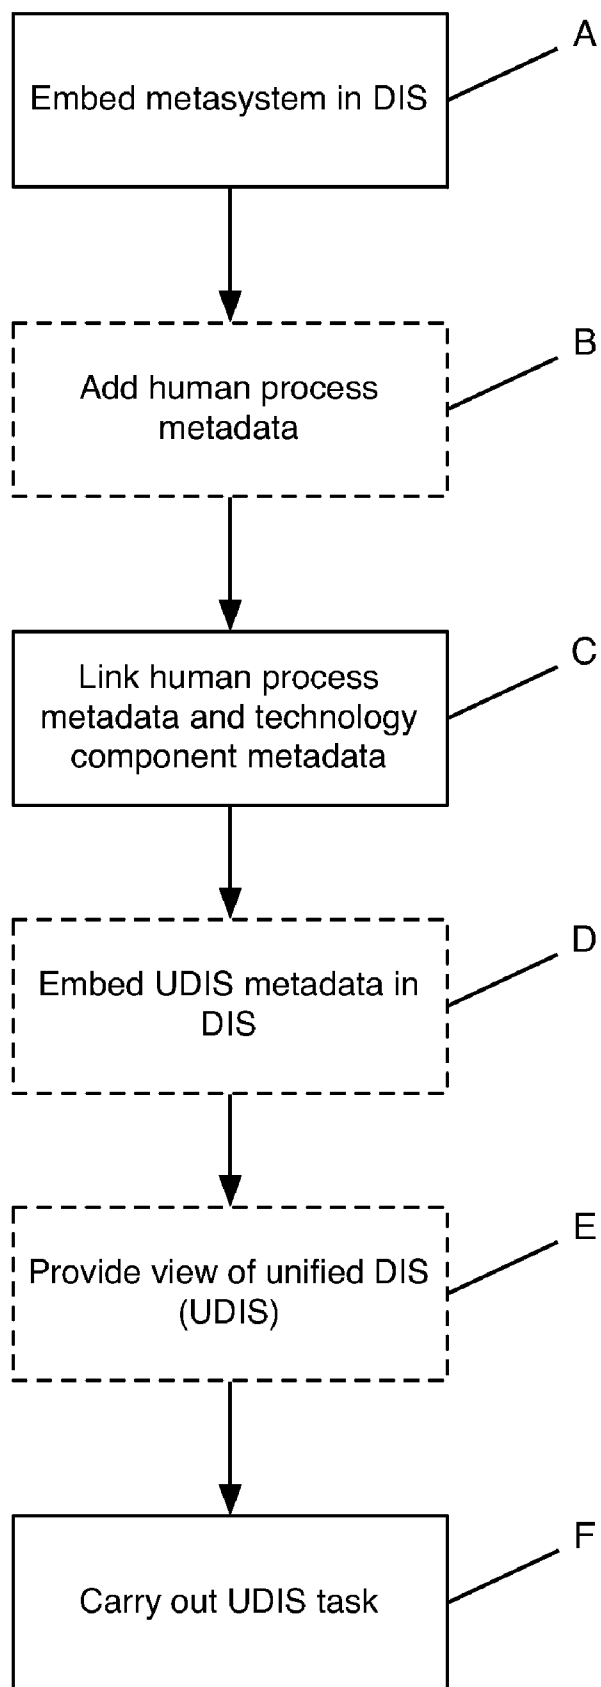 A
Embed metasystem in DIS
B
Add human process
metadata
C
Link human process
metadata and technology
component metadata
D
Embed UDIS metadata in
DIS
E
Provide view of unified DIS
(UDIS)
F
Carry out UDIS task